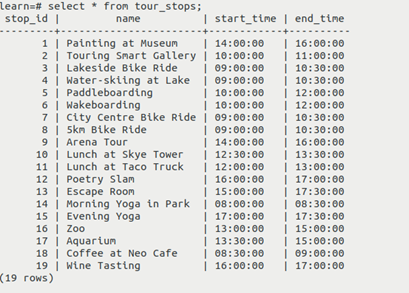 learn=# select * from tour_stops;
stop_id | name | start_time | end_time
---------+-----------------------+------------+----------
1 | Painting at Museum | 14:00:00 | 16:00:00
2 | Touring Smart Gallery | 10:00:00 | 11:00:00
3 | Lakeside Bike Ride | 09:00:00 | 10:30:00
4 | Water-skiing at Lake | 09:00:00 | 10:30:00
5 | Paddleboarding | 10:00:00 | 12:00:00
6 | Wakeboarding | 10:00:00 | 12:00:00
7 | City Centre Bike Ride | 09:00:00 | 10:30:00
8 | 5km Bike Ride | 09:00:00 | 10:30:00
9 | Arena Tour | 14:00:00 | 16:00:00
10 | Lunch at Skye Tower | 12:30:00 | 13:30:00
11 | Lunch at Taco Truck | 12:00:00 | 13:00:00
12 | Poetry Slam | 16:00:00 | 17:00:00
13 | Escape Room | 15:00:00 | 17:30:00
14 | Morning Yoga in Park | 08:00:00 | 08:30:00
15 | Evening Yoga | 17:00:00 | 17:30:00
16 | Zoo | 13:00:00 | 15:00:00
17 | Aquarium | 13:30:00 | 15:00:00
18 | Coffee at Neo Cafe | 08:30:00 | 09:00:00
19 | Wine Tasting | 16:00:00 | 17:00:00
(19 rows)